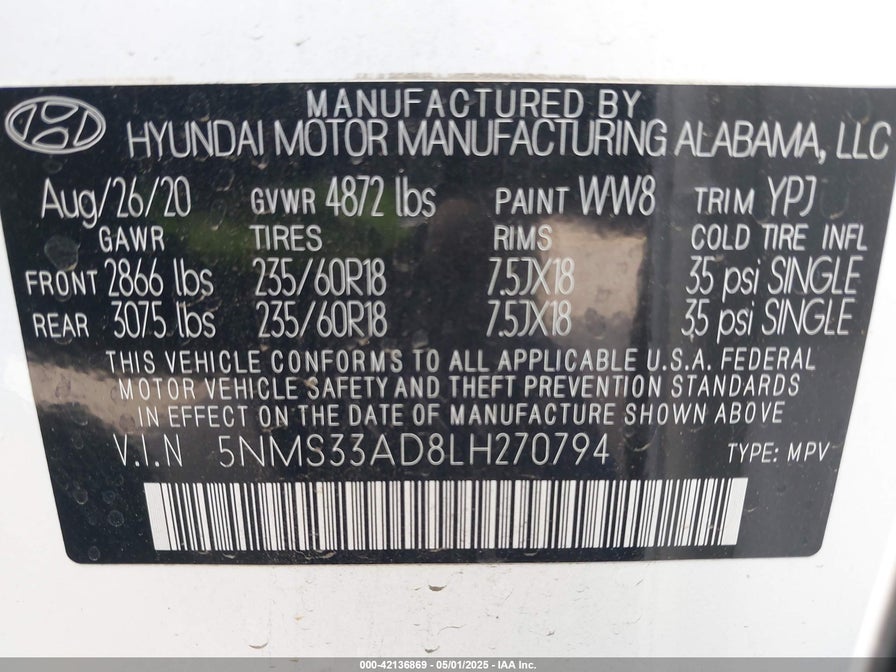 MANUFACTURED BY
HYUNDAI MOTOR MANUFACTURING ALABAMA, LLC
Aug/26/20 GVWR 4872 lbs PAINT WW8 TRIM YPJ
GAWR TIRES RIMS COLD TIRE INFL
FRONT 2866 lbs 235/60R18 7.5JX18 35 psi SINGLE
REAR 3075 lbs 235/60R18 7.5JX18 35 psi SINGLE
THIS VEHICLE CONFORMS TO ALL APPLICABLE U.S.A. FEDERAL
MOTOR VEHICLE SAFETY AND THEFT PREVENTION STANDARDS
IN EFFECT ON THE DATE OF MANUFACTURE SHOWN ABOVE
V.I.N 5NMS33AD8LH270794 TYPE: MPV
000-42136869 | 05/01/2025 - IAA Inc.